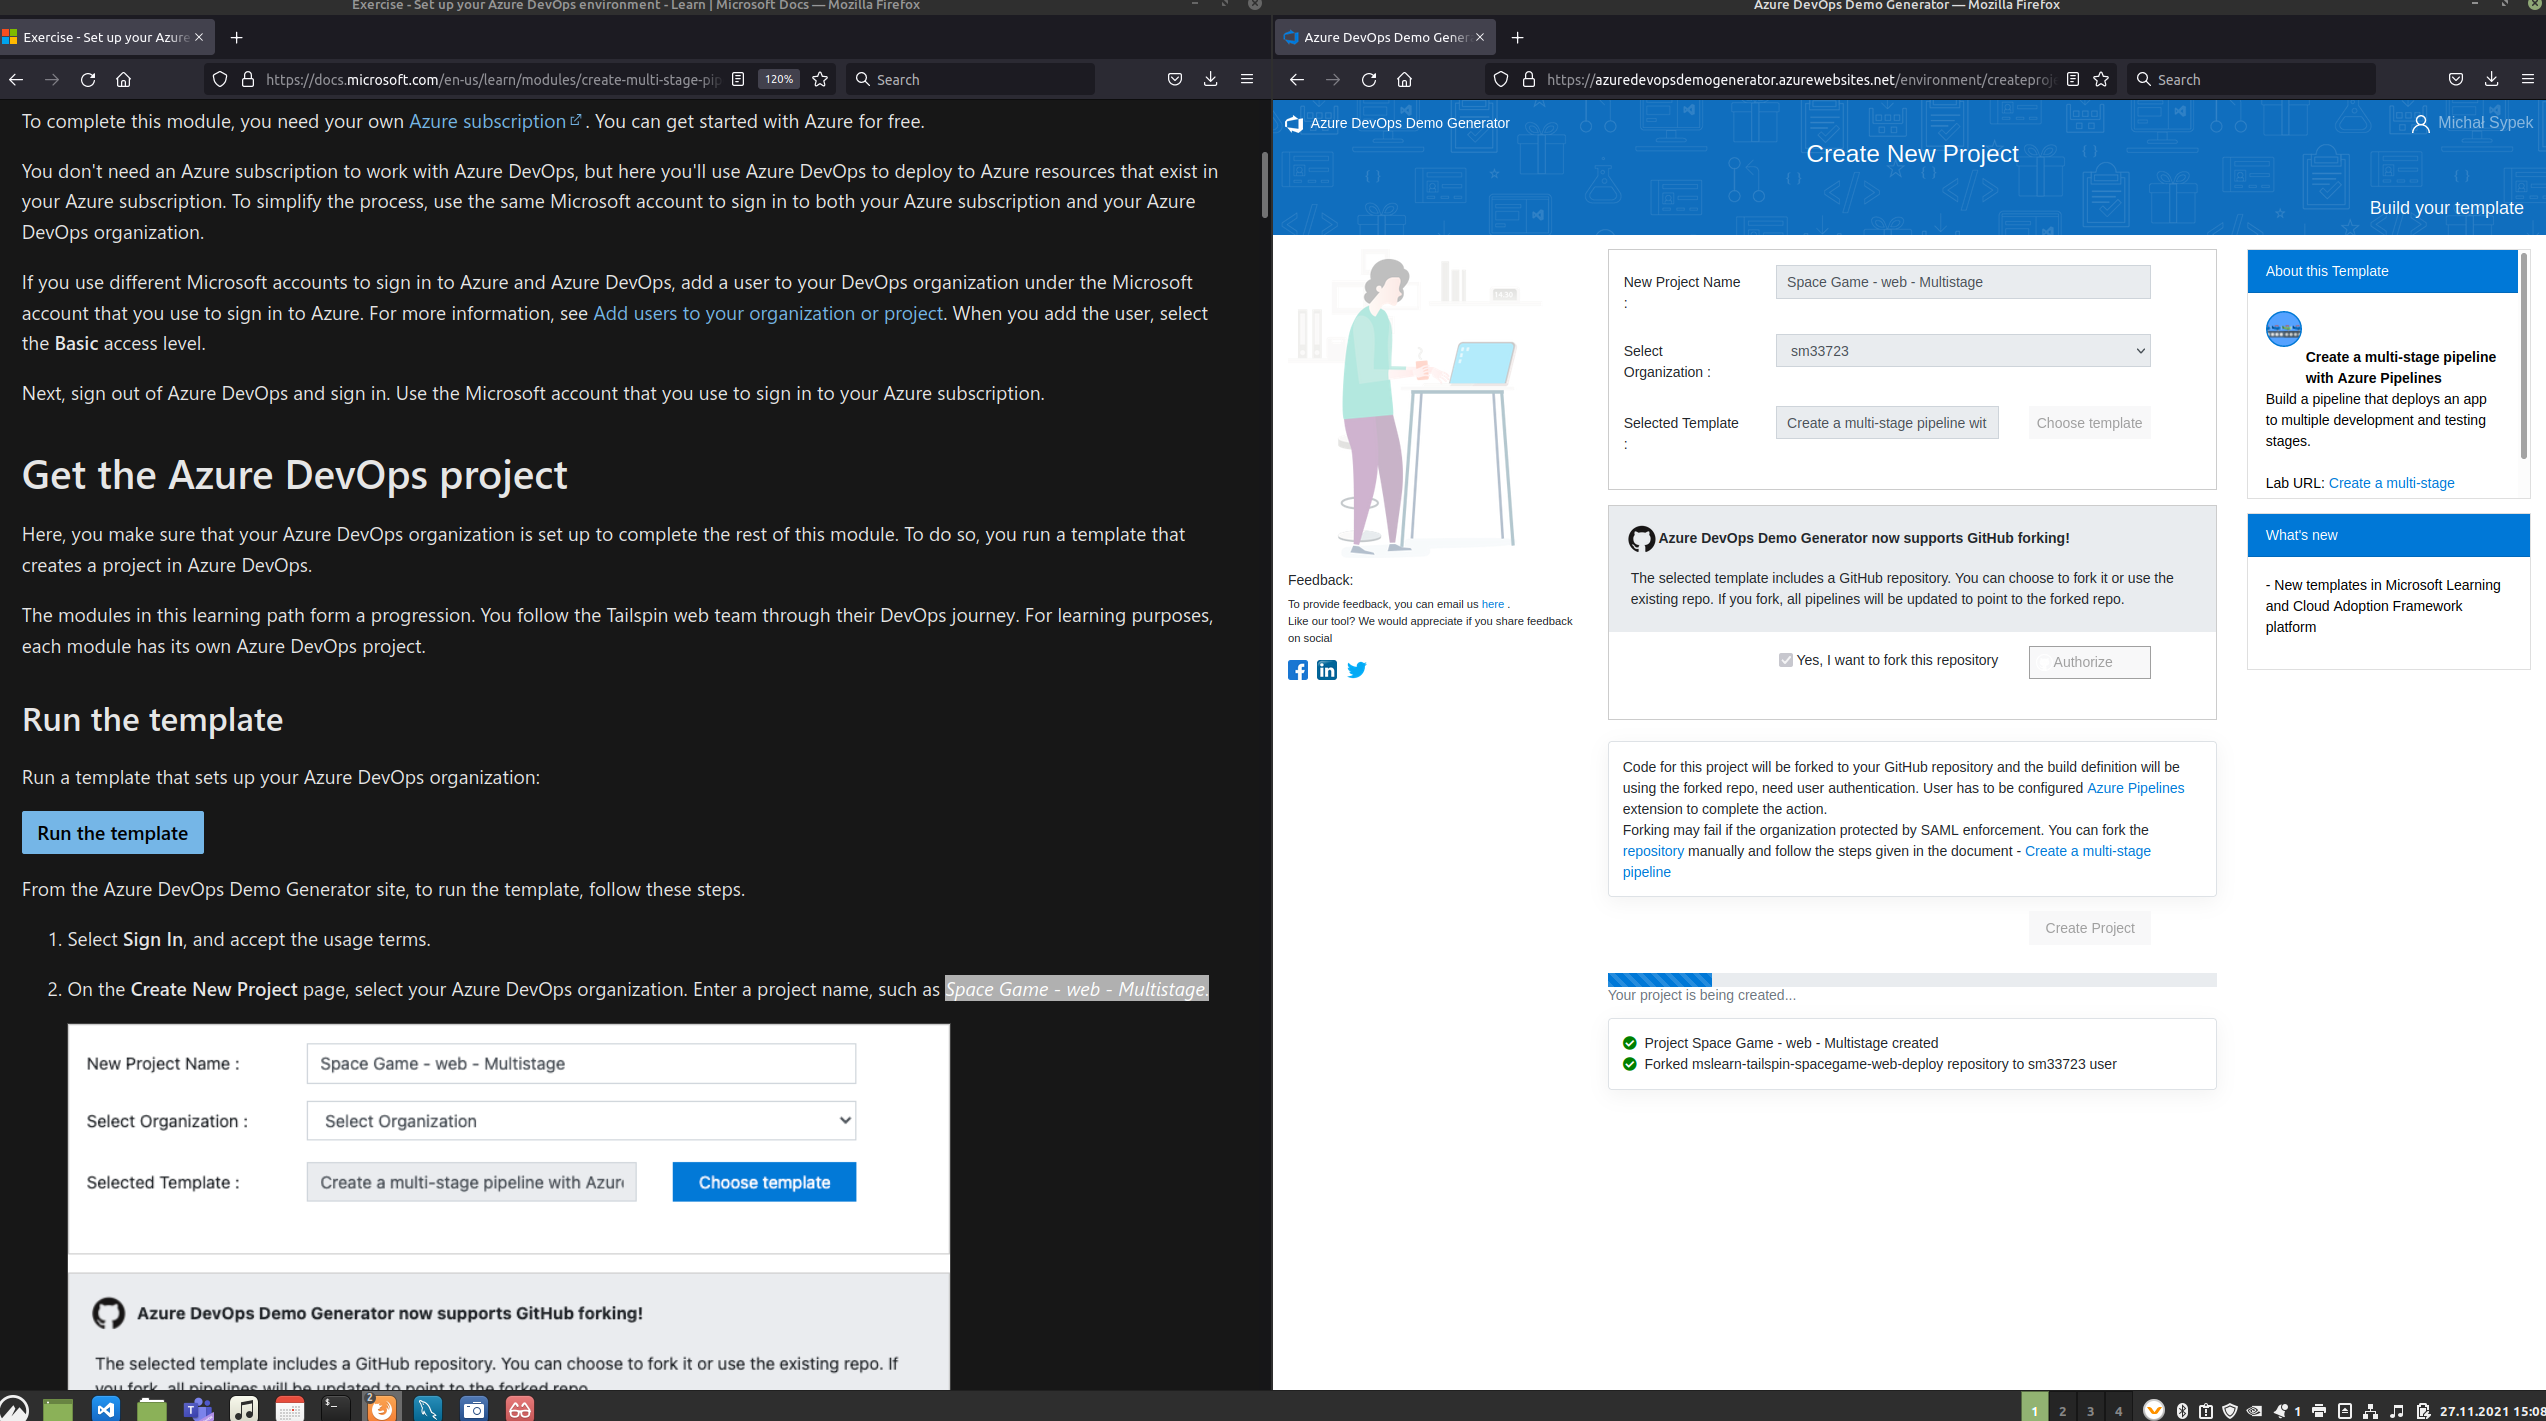 Exercise - Set up your Azure DevOps environment - Learn | Microsoft Docs — Mozilla Firefox
Exercise - Set up your Azure
https://docs.microsoft.com/en-us/learn/modules/create-multi-stage-pip
120%
Search
To complete this module, you need your own Azure subscription. You can get started with Azure for free.
You don't need an Azure subscription to work with Azure DevOps, but here you'll use Azure DevOps to deploy to Azure resources that exist in
your Azure subscription. To simplify the process, use the same Microsoft account to sign in to both your Azure subscription and your Azure
DevOps organization.
If you use different Microsoft accounts to sign in to Azure and Azure DevOps, add a user to your DevOps organization under the Microsoft
account that you use to sign in to Azure. For more information, see Add users to your organization or project. When you add the user, select
the Basic access level.
Next, sign out of Azure DevOps and sign in. Use the Microsoft account that you use to sign in to your Azure subscription.
Get the Azure DevOps project
Here, you make sure that your Azure DevOps organization is set up to complete the rest of this module. To do so, you run a template that
creates a project in Azure DevOps.
The modules in this learning path form a progression. You follow the Tailspin web team through their DevOps journey. For learning purposes,
each module has its own Azure DevOps project.
Run the template
Run a template that sets up your Azure DevOps organization:
Run the template
From the Azure DevOps Demo Generator site, to run the template, follow these steps.
1. Select Sign In, and accept the usage terms.
2. On the Create New Project page, select your Azure DevOps organization. Enter a project name, such as Space Game - web - Multistage.
New Project Name :
Space Game - web - Multistage
Select Organization :
Select Organization
Selected Template :
Create a multi-stage pipeline with Azur
Choose template
Azure DevOps Demo Generator now supports GitHub forking!
The selected template includes a GitHub repository. You can choose to fork it or use the existing repo. If
you fork, all pipelines will be updated to point to the forked repo.
Azure DevOps Demo Generator — Mozilla Firefox
Azure DevOps Demo Gener
https://azuredevopsdemogenerator.azurewebsites.net/environment/createproje
Search
Azure DevOps Demo Generator
Michał Sypek
Create New Project
Build your template
Feedback:
To provide feedback, you can email us here .
Like our tool? We would appreciate if you share feedback
on social
New Project Name
:
Space Game - web - Multistage
Select
Organization :
sm33723
Selected Template
:
Create a multi-stage pipeline wit
Choose template
Azure DevOps Demo Generator now supports GitHub forking!
The selected template includes a GitHub repository. You can choose to fork it or use the
existing repo. If you fork, all pipelines will be updated to point to the forked repo.
Yes, I want to fork this repository
Authorize
Code for this project will be forked to your GitHub repository and the build definition will be
using the forked repo, need user authentication. User has to be configured Azure Pipelines
extension to complete the action.
Forking may fail if the organization protected by SAML enforcement. You can fork the
repository manually and follow the steps given in the document - Create a multi-stage
pipeline
Create Project
Your project is being created...
Project Space Game - web - Multistage created
Forked mslearn-tailspin-spacegame-web-deploy repository to sm33723 user
About this Template
Create a multi-stage pipeline
with Azure Pipelines
Build a pipeline that deploys an app
to multiple development and testing
stages.
Lab URL: Create a multi-stage
What's new
- New templates in Microsoft Learning
and Cloud Adoption Framework
platform
2
1 2 3 4
1
27.11.2021 15:08